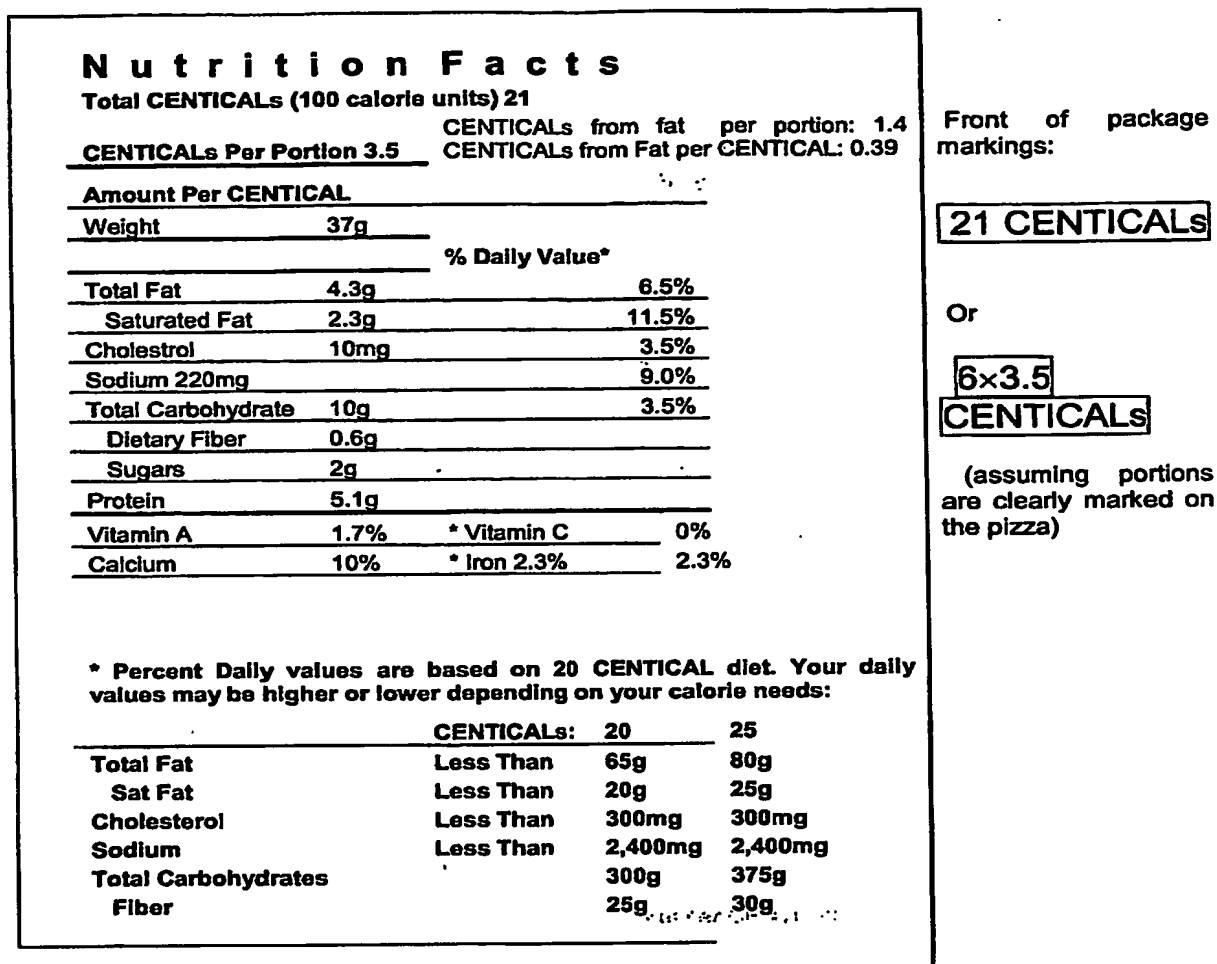 Nutrition Facts
Total CENTICALs (100 calorie units) 21
CENTICALs from fat per portion: 1.4
CENTICALs Per Portion 3.5 CENTICALs from Fat per CENTICAL: 0.39
Amount Per CENTICAL
Weight 37g
% Daily Value*
Total Fat 4.3g 6.5%
Saturated Fat 2.3g 11.5%
Cholestrol 10mg 3.5%
Sodium 220mg 9.0%
Total Carbohydrate 10g 3.5%
Dietary Fiber 0.6g
Sugars 2g
Protein 5.1g
Vitamin A 1.7% * Vitamin C 0%
Calcium 10% * Iron 2.3% 2.3%
* Percent Daily values are based on 20 CENTICAL diet. Your daily
values may be higher or lower depending on your calorie needs:
CENTICALs: 20 25
Total Fat Less Than 65g 80g
Sat Fat Less Than 20g 25g
Cholesterol Less Than 300mg 300mg
Sodium Less Than 2,400mg 2,400mg
Total Carbohydrates 300g 375g
Fiber 25g 30g
Front of package
markings:
21 CENTICALs
Or
6×3.5
CENTICALs
(assuming portions
are clearly marked on
the pizza)